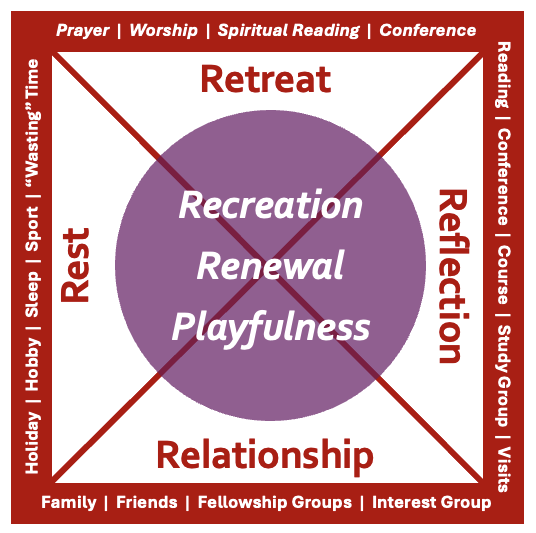 Prayer | Worship | Spiritual Reading | Conference
Retreat
Holiday | Hobby | Sleep | Sport | “Wasting” Time
Rest
Recreation
Renewal
Playfulness
Reflection
Reading | Conference | Course | Study Group | Visits
Relationship
Family | Friends | Fellowship Groups | Interest Group